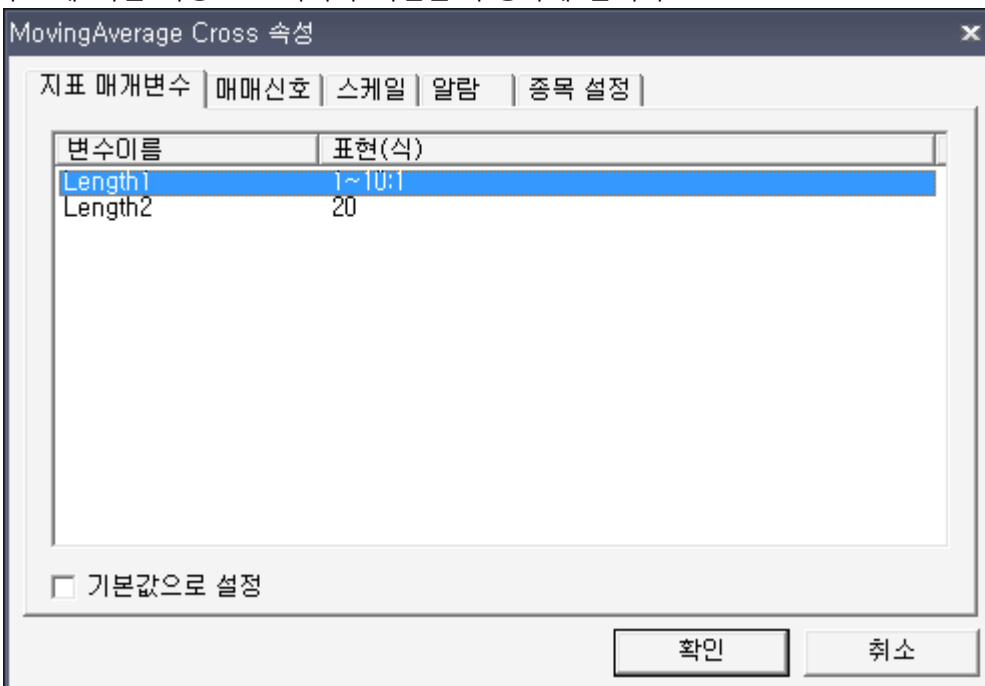 MovingAverage Cross 속성
지표 매개변수 매매신호 스케일 알람 종목 설정
변수이름 표현(식)
Length1 1~10:1
Length2 20
기본값으로 설정
확인 취소